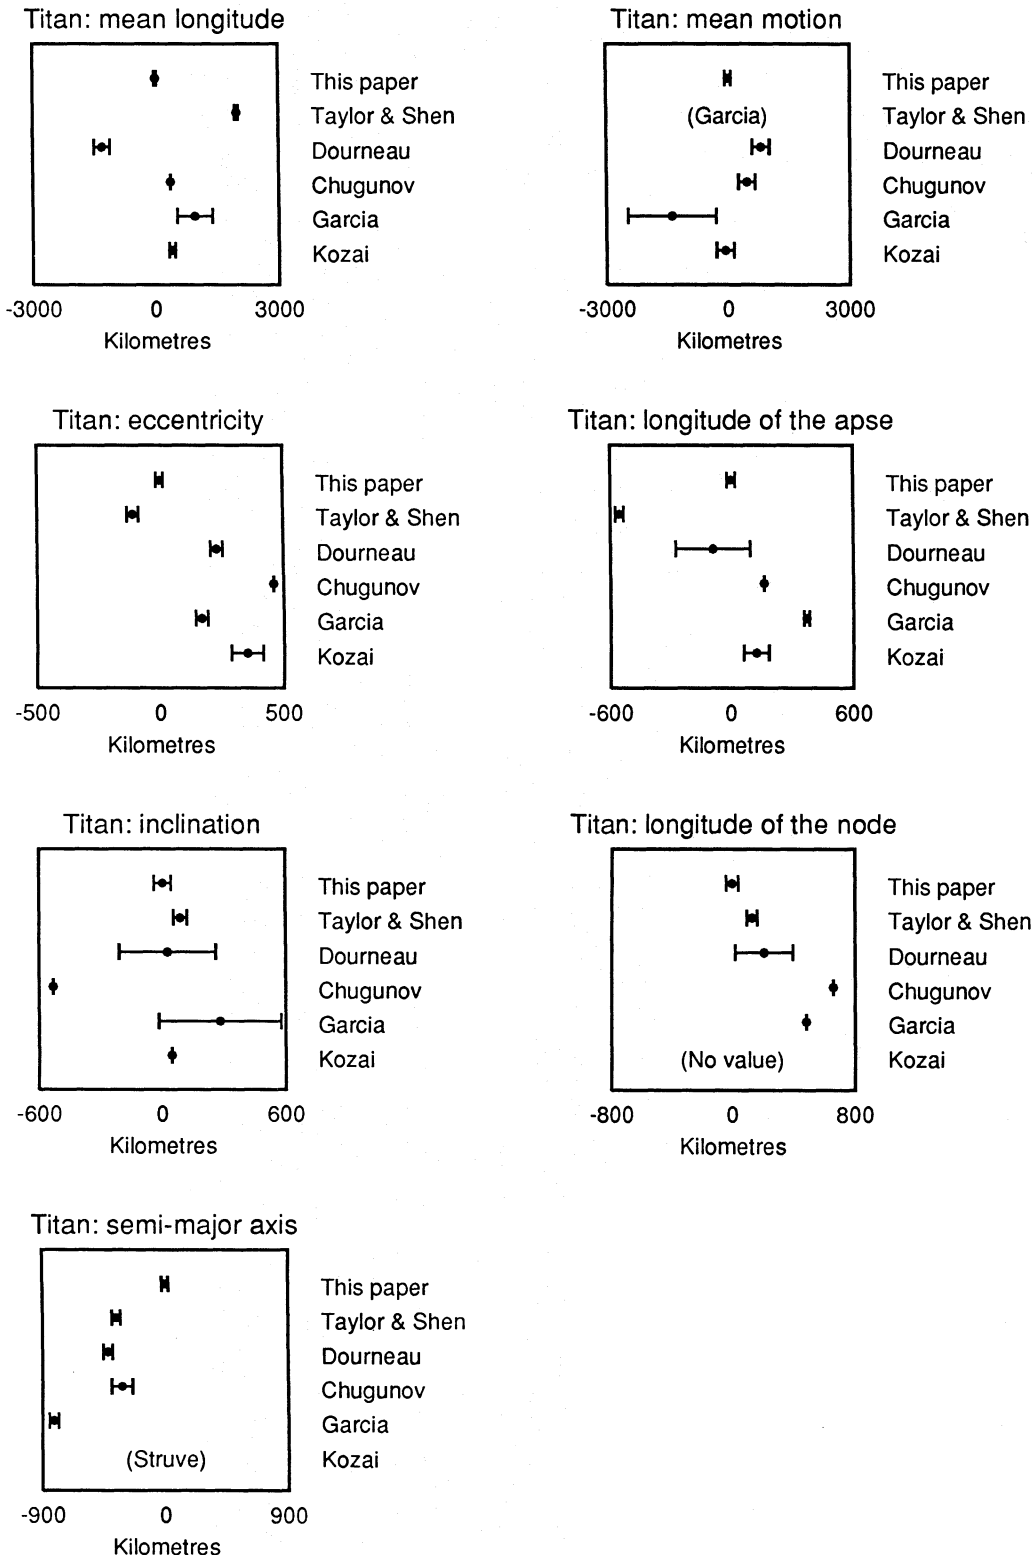 Titan: mean longitude
This paper
Taylor & Shen
Dourneau
Chugunov
Garcia
Kozai
-3000 0 3000
Kilometres
Titan: mean motion
(Garcia)
This paper
Taylor & Shen
Dourneau
Chugunov
Garcia
Kozai
-3000 0 3000
Kilometres
Titan: eccentricity
This paper
Taylor & Shen
Dourneau
Chugunov
Garcia
Kozai
-500 0 500
Kilometres
Titan: longitude of the apse
This paper
Taylor & Shen
Dourneau
Chugunov
Garcia
Kozai
-600 0 600
Kilometres
Titan: inclination
This paper
Taylor & Shen
Dourneau
Chugunov
Garcia
Kozai
-600 0 600
Kilometres
Titan: longitude of the node
This paper
Taylor & Shen
Dourneau
Chugunov
Garcia
(No value) Kozai
-800 0 800
Kilometres
Titan: semi-major axis
This paper
Taylor & Shen
Dourneau
Chugunov
Garcia
(Struve) Kozai
-900 0 900
Kilometres